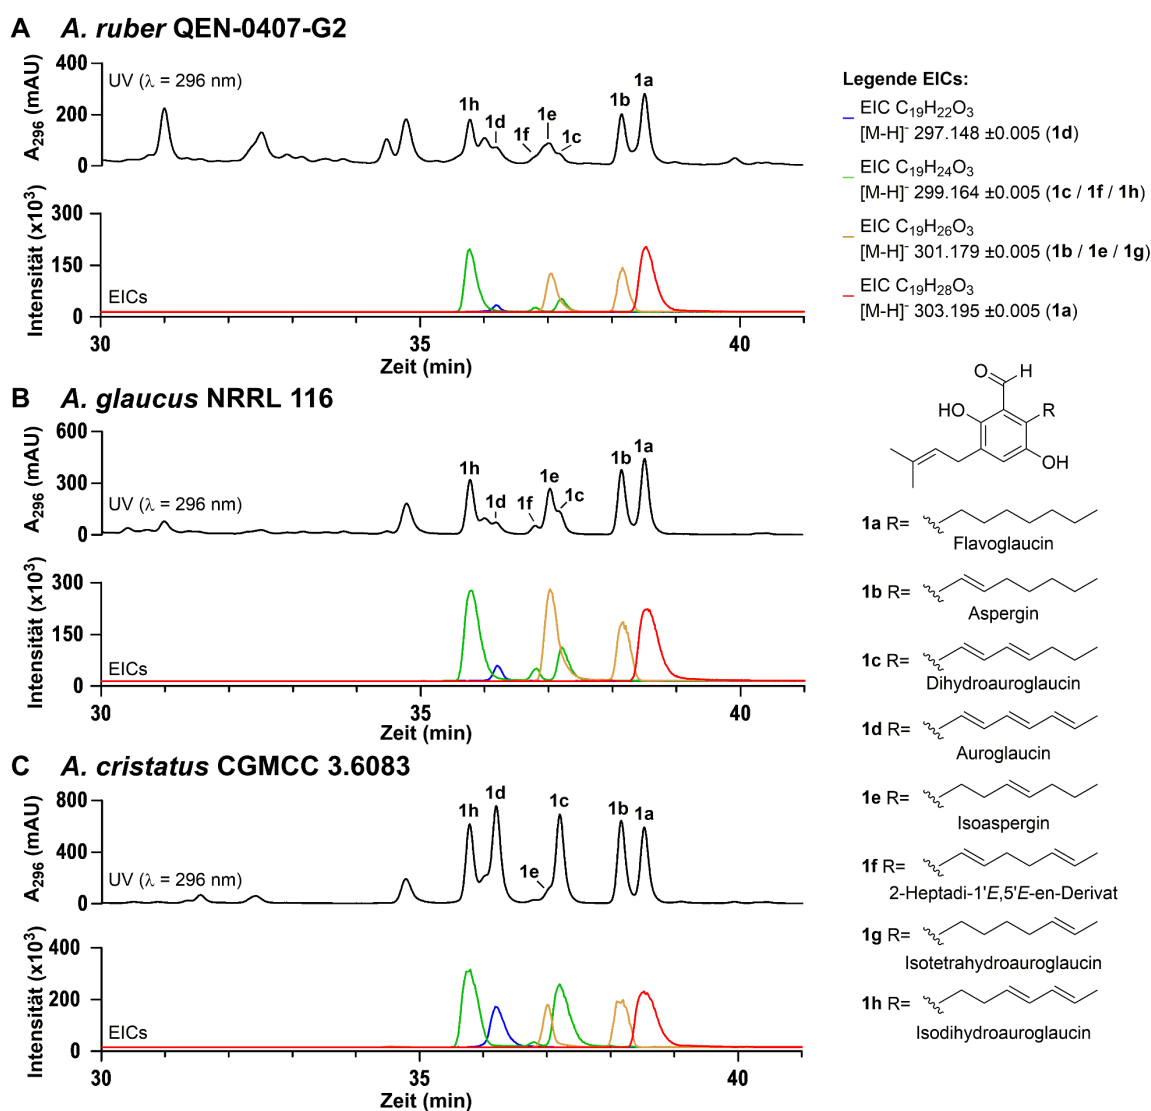 A A. ruber QEN-0407-G2
A₂₉₆ (mAU)
400
200
0
UV (λ = 296 nm)
1h
1d
1f
1e
1c
1b
1a
Intensität (x10³)
300
150
0
EICs
30
35
40
Zeit (min)
B A. glaucus NRRL 116
A₂₉₆ (mAU)
600
300
0
UV (λ = 296 nm)
1h
1d
1f
1e
1c
1b
1a
Intensität (x10³)
300
150
0
EICs
30
35
40
Zeit (min)
C A. cristatus CGMCC 3.6083
A₂₉₆ (mAU)
800
400
0
UV (λ = 296 nm)
1h
1d
1e
1c
1b
1a
Intensität (x10³)
400
200
0
EICs
30
35
40
Zeit (min)
Legende EICs:
EIC C₁₉H₂₂O₃
[M-H]⁻ 297.148 ±0.005 (1d)
EIC C₁₉H₂₄O₃
[M-H]⁻ 299.164 ±0.005 (1c / 1f / 1h)
EIC C₁₉H₂₆O₃
[M-H]⁻ 301.179 ±0.005 (1b / 1e / 1g)
EIC C₁₉H₂₈O₃
[M-H]⁻ 303.195 ±0.005 (1a)
O
H
HO
R
OH
1a R=
Flavoglaucin
1b R=
Aspergin
1c R=
Dihydroauroglaucin
1d R=
Auroglaucin
1e R=
Isoaspergin
1f R=
2-Heptadi-1'E,5'E-en-Derivat
1g R=
Isotetrahydroauroglaucin
1h R=
Isodihydroauroglaucin